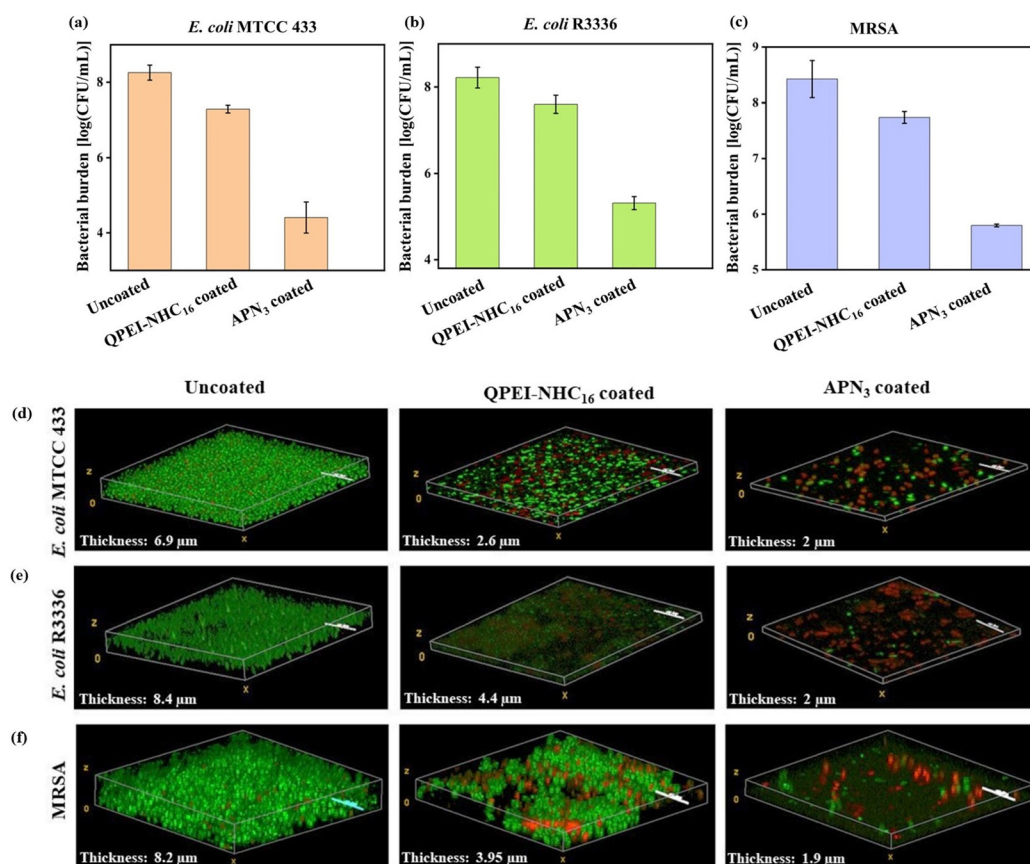 (a)
E. coli MTCC 433
Bacterial burden [log(CFU/mL)]
8
6
4
Uncoated
QPEI-NHC₁₆ coated
APN₃ coated
(b)
E. coli R3336
Bacterial burden [log(CFU/mL)]
8
6
4
Uncoated
QPEI-NHC₁₆ coated
APN₃ coated
(c)
MRSA
Bacterial burden [log(CFU/mL)]
9
8
7
6
5
Uncoated
QPEI-NHC₁₆ coated
APN₃ coated
Uncoated
QPEI-NHC₁₆ coated
APN₃ coated
(d)
E. coli MTCC 433
z
0
x
Thickness: 6.9 µm
z
0
x
Thickness: 2.6 µm
z
0
x
Thickness: 2 µm
(e)
E. coli R3336
z
0
x
Thickness: 8.4 µm
z
0
x
4.4 µm
z
0
x
Thickness: 2 µm
(f)
MRSA
z
0
x
Thickness: 8.2 µm
z
0
x
Thickness: 3.95 µm
z
0
x
Thickness: 1.9 µm